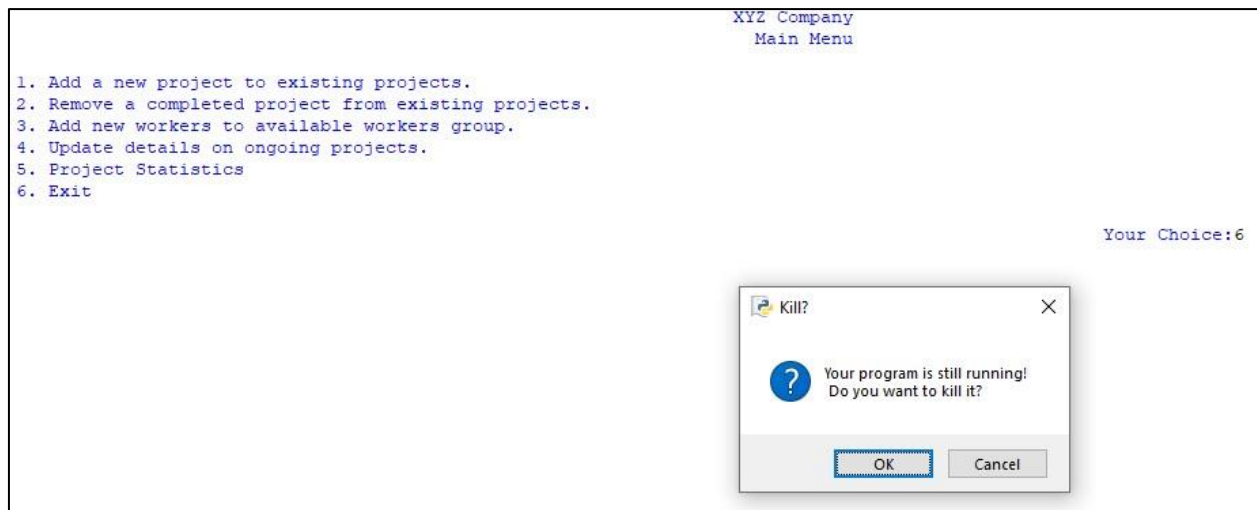 XYZ Company
Main Menu
1. Add a new project to existing projects.
2. Remove a completed project from existing projects.
3. Add new workers to available workers group.
4. Update details on ongoing projects.
5. Project Statistics
6. Exit
Your Choice:6
Kill?
Your program is still running!
Do you want to kill it?
OK Cancel